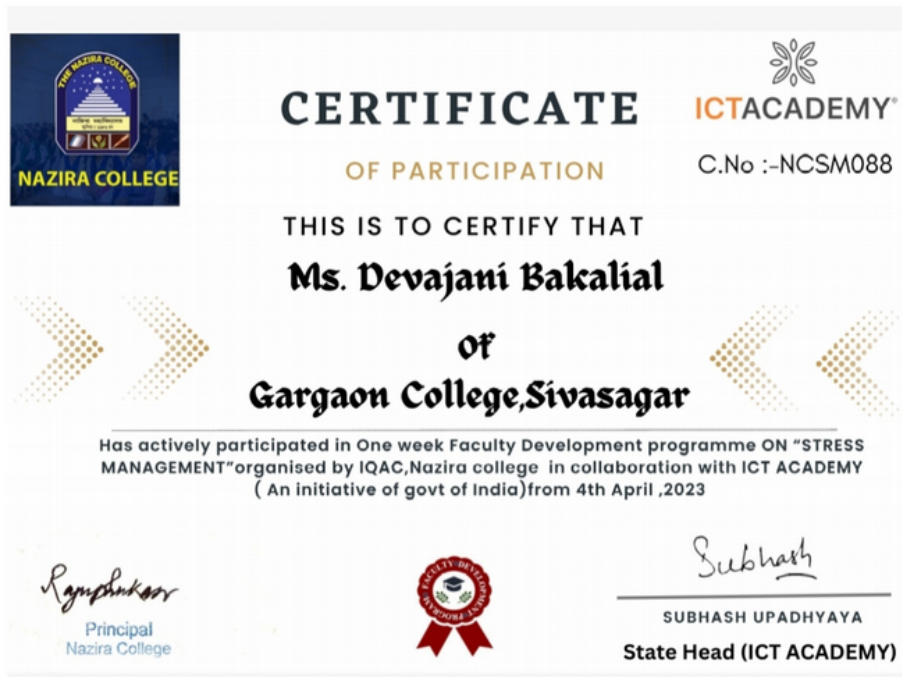 THE NAZIRA COLLEGE
NAZIRA COLLEGE
CERTIFICATE
OF PARTICIPATION
ICTACADEMY®
C.No :-NCSM088
THIS IS TO CERTIFY THAT
Ms. Devajani Bakalial
of
Gargaon College,Sivasagar
Has actively participated in One week Faculty Development programme ON “STRESS
MANAGEMENT”organised by IQAC,Nazira college in collaboration with ICT ACADEMY
( An initiative of govt of India)from 4th April ,2023
Principal
Nazira College
FACULTY DEVELOPMENT
PROGRAM
Subhash
SUBHASH UPADHYAYA
State Head (ICT ACADEMY)